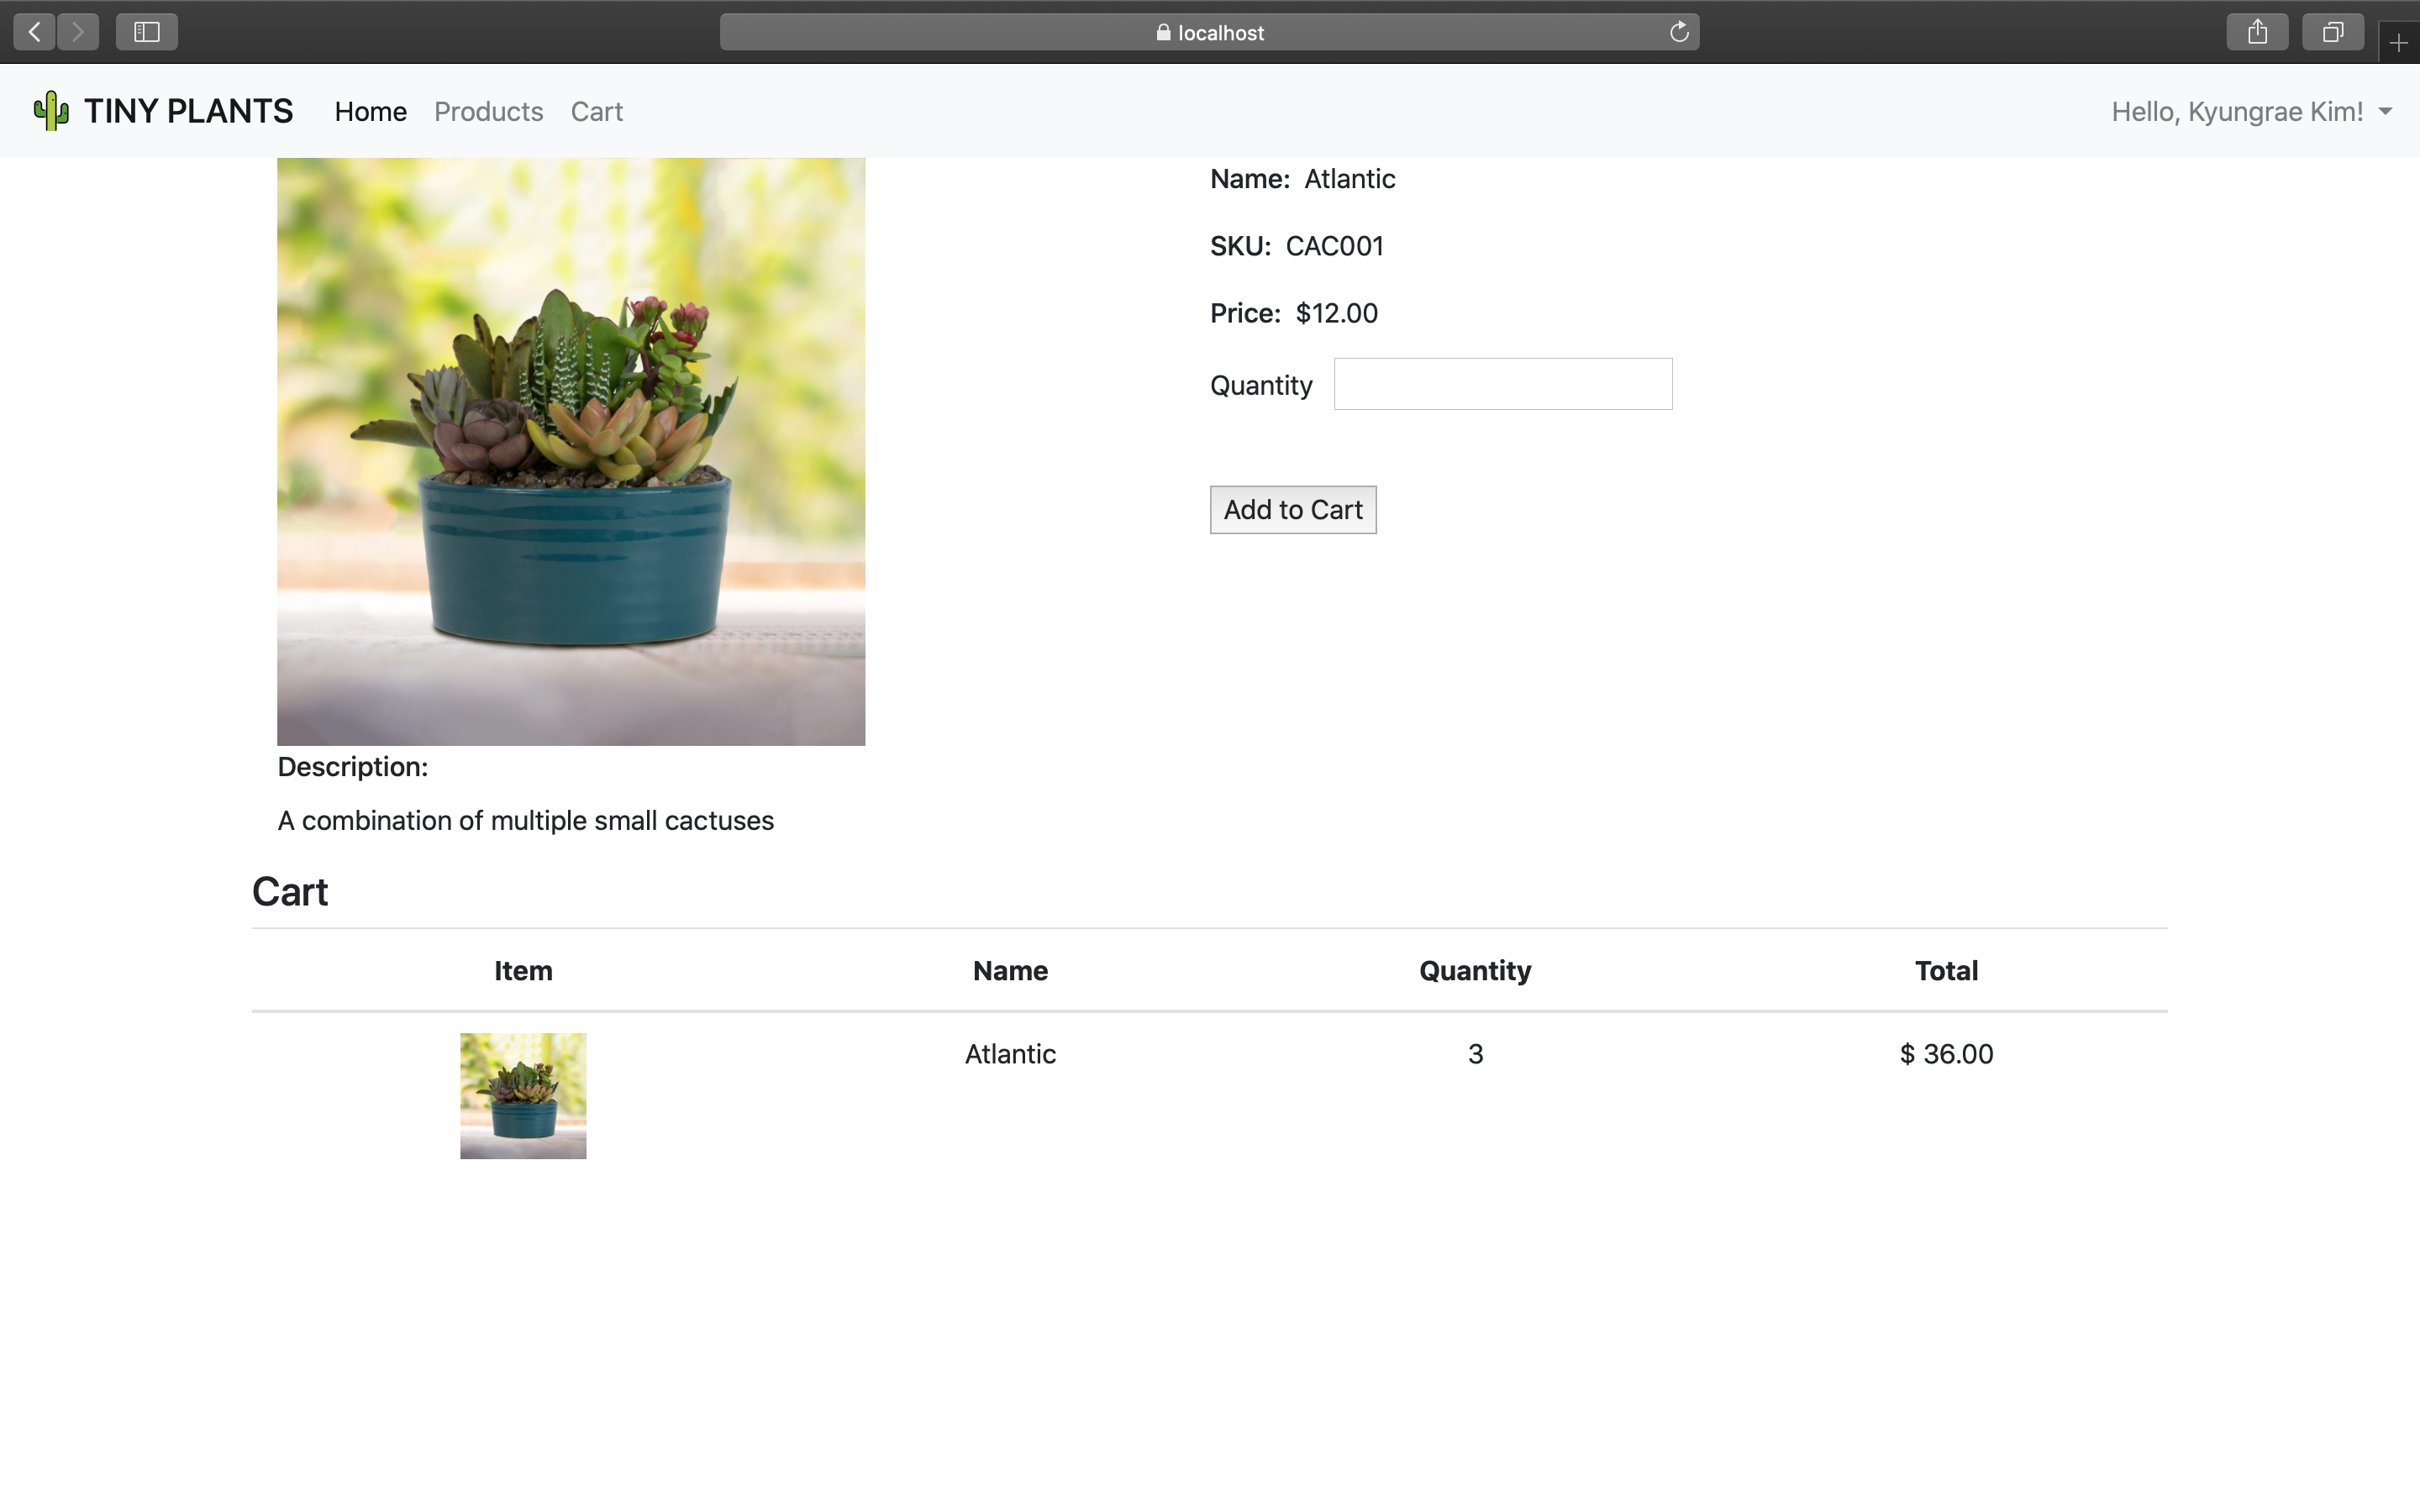 localhost
TINY PLANTS Home Products Cart Hello, Kyungrae Kim!
Name: Atlantic
SKU: CAC001
Price: $12.00
Quantity
Add to Cart
Description:
A combination of multiple small cactuses
Cart
Item Name Quantity Total
Atlantic 3 $ 36.00